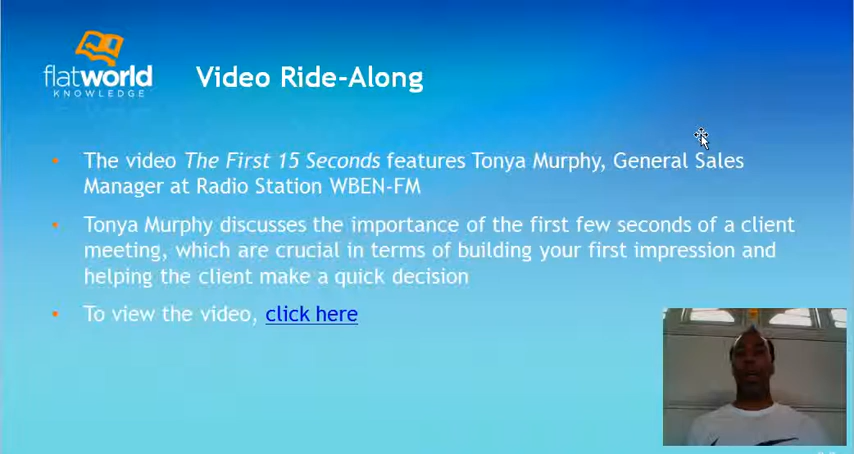 flatworld
KNOWLEDGE
Video Ride-Along
• The video The First 15 Seconds features Tonya Murphy, General Sales
Manager at Radio Station WBEN-FM
• Tonya Murphy discusses the importance of the first few seconds of a client
meeting, which are crucial in terms of building your first impression and
helping the client make a quick decision
• To view the video, click here